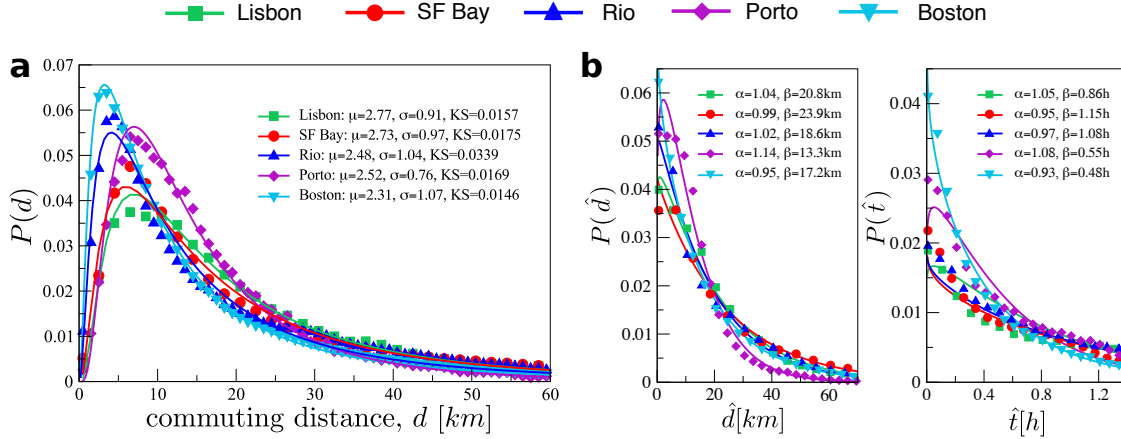 Lisbon SF Bay Rio Porto Boston
a
0.07
0.06
0.05
0.04
0.03
0.02
0.01
0
P(d)
Lisbon: μ=2.77, σ=0.91, KS=0.0157
SF Bay: μ=2.73, σ=0.97, KS=0.0175
Rio: μ=2.48, σ=1.04, KS=0.0339
Porto: μ=2.52, σ=0.76, KS=0.0169
Boston: μ=2.31, σ=1.07, KS=0.0146
0 10 20 30 40 50 60
commuting distance, d [km]
b
0.06
0.05
0.04
0.03
0.02
0.01
0
P(d̂)
α=1.04, β=20.8km
α=0.99, β=23.9km
α=1.02, β=18.6km
α=1.14, β=13.3km
α=0.95, β=17.2km
0 20 40 60
d̂[km]
0.04
0.03
0.02
0.01
0
P(t̂)
α=1.05, β=0.86h
α=0.95, β=1.15h
α=0.97, β=1.08h
α=1.08, β=0.55h
α=0.93, β=0.48h
0 0.4 0.8 1.2
t̂[h]